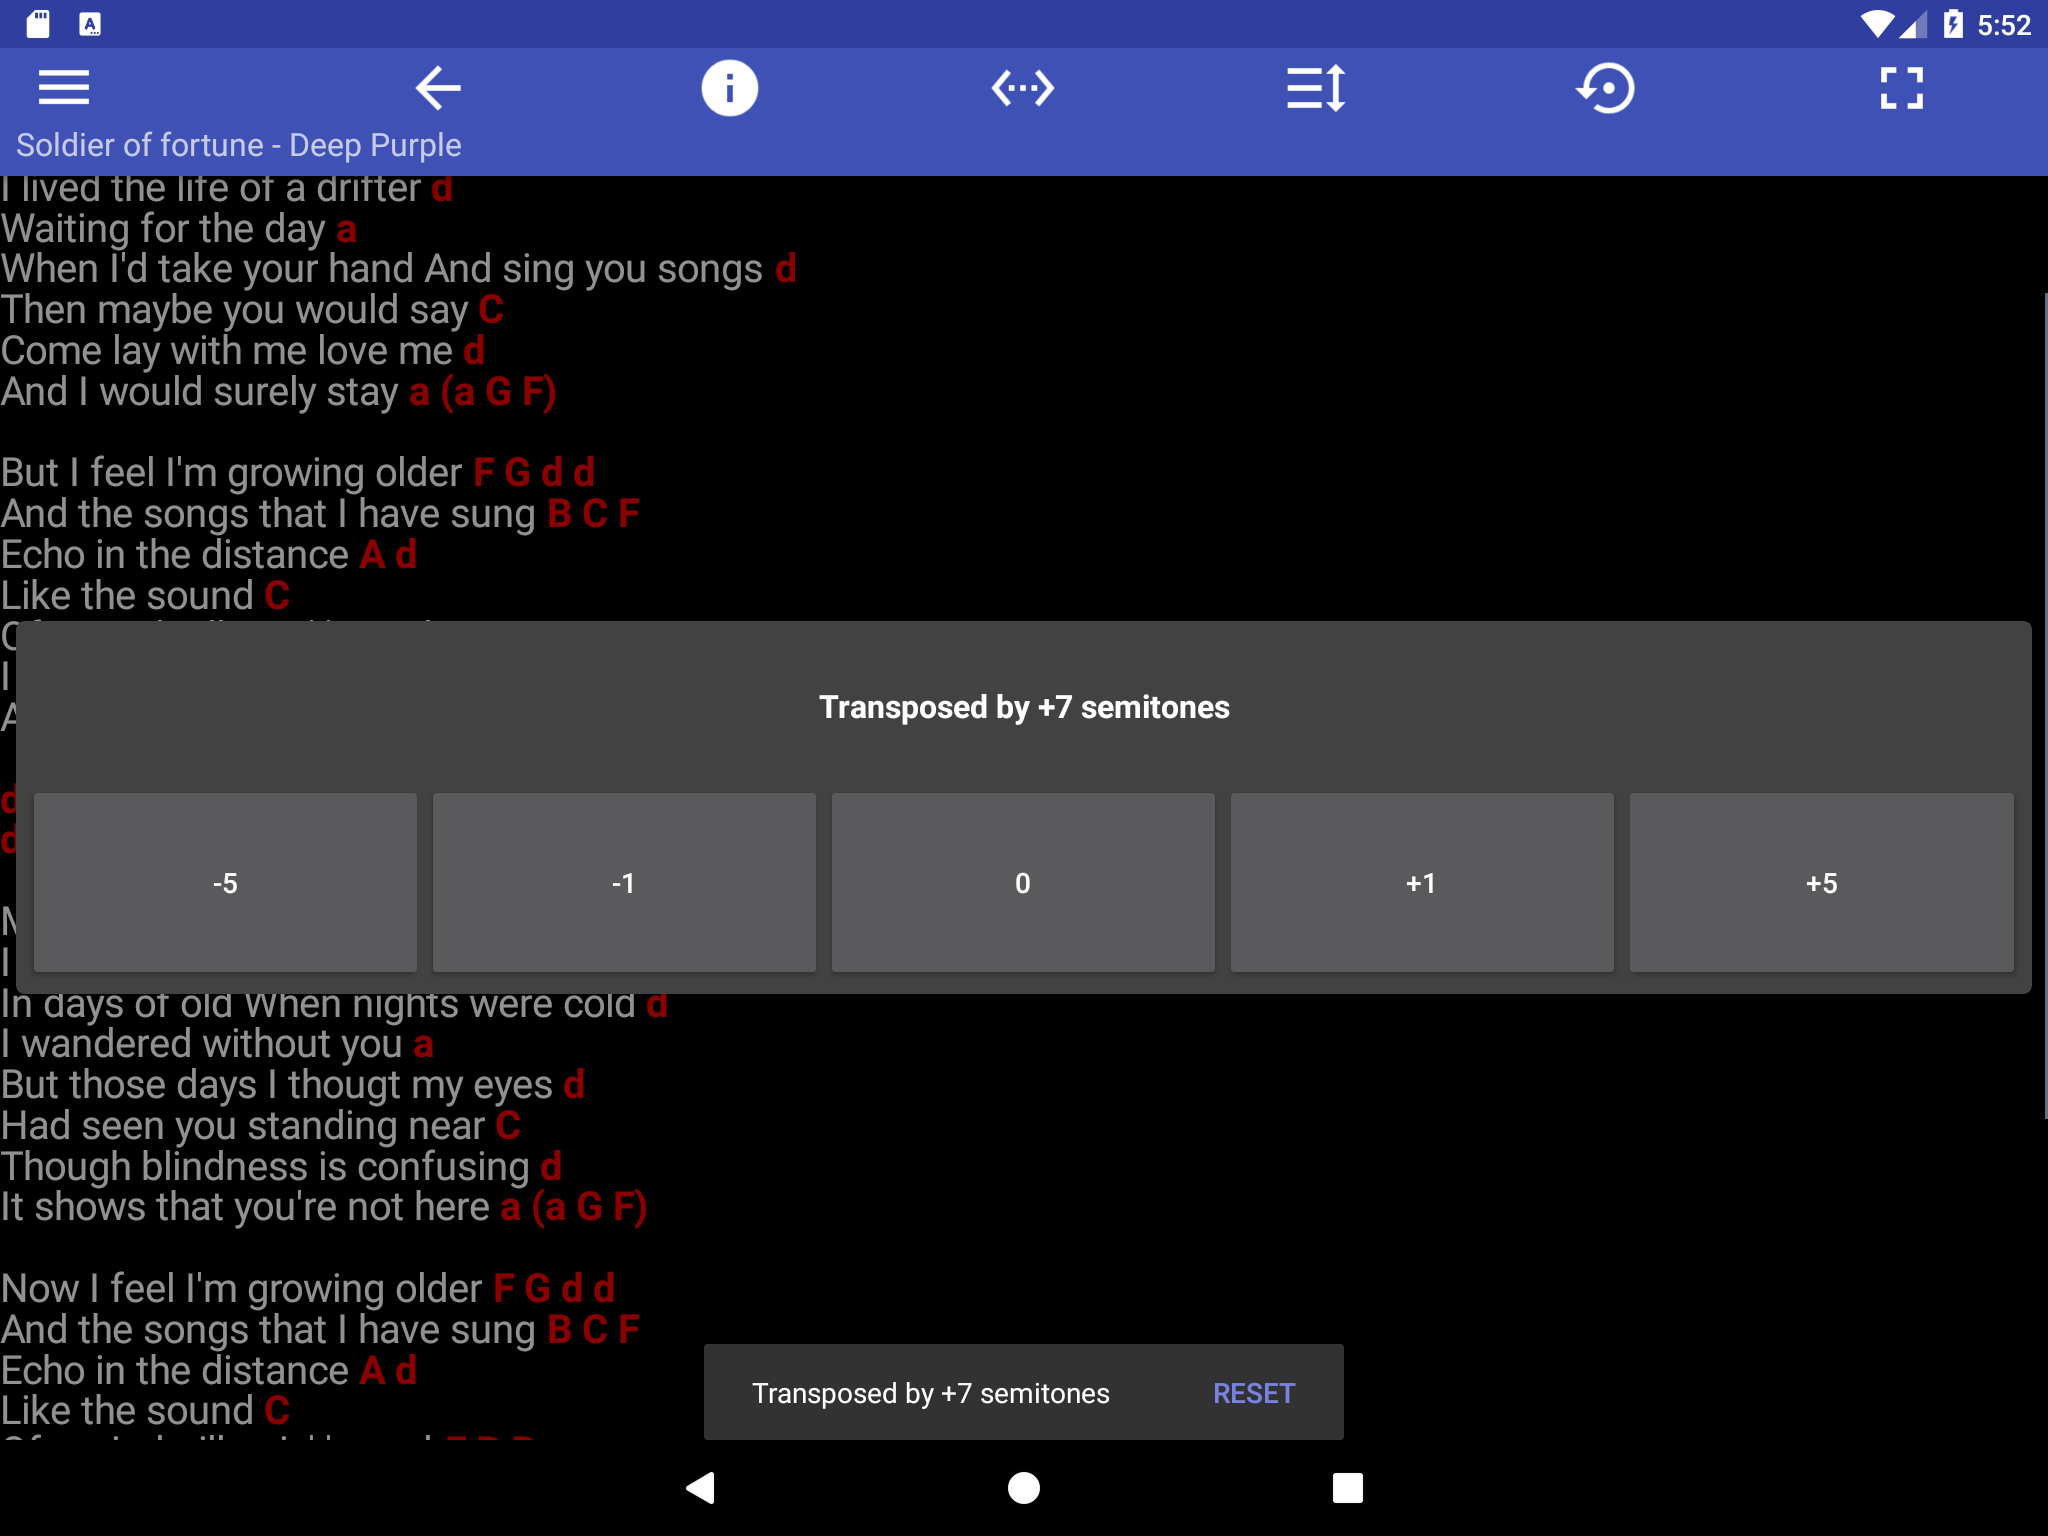 5:52
Soldier of fortune - Deep Purple
I lived the life of a drifter d
Waiting for the day a
When I'd take your hand And sing you songs d
Then maybe you would say C
Come lay with me love me d
And I would surely stay a (a G F)
But I feel I'm growing older F G d d
And the songs that I have sung B C F
Echo in the distance A d
Like the sound C
I
Transposed by +7 semitones
-5 -1 0 +1 +5
I
In days of old When nights were cold d
I wandered without you a
But those days I thougt my eyes d
Had seen you standing near C
Though blindness is confusing d
It shows that you're not here a (a G F)
Now I feel I'm growing older F G d d
And the songs that I have sung B C F
Echo in the distance A d
Like the sound C
Transposed by +7 semitones RESET